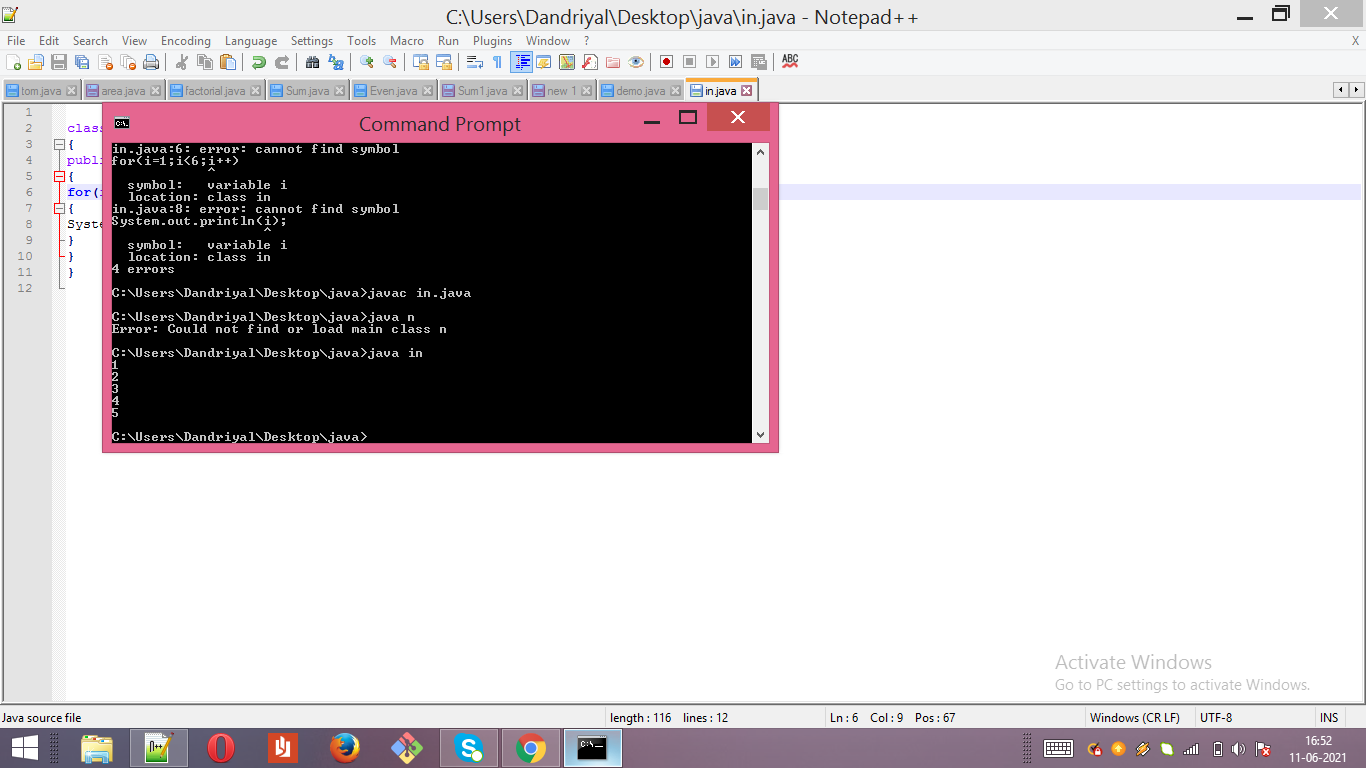 C:\Users\Dandriyal\Desktop\java\in.java - Notepad++
File Edit Search View Encoding Language Settings Tools Macro Run Plugins Window ? X
ABC
tom.java area.java factorial.java Sum.java Even.java Sum1.java new 1 demo.java in.java
1
2 class
3 {
4 publi
5 {
6 for(i
7 {
8 Syste
9 }
10 }
11 }
12
Command Prompt
in.java:6: error: cannot find symbol
for(i=1;i<6;i++)
^
symbol: variable i
location: class in
in.java:8: error: cannot find symbol
System.out.println(i);
^
symbol: variable i
location: class in
4 errors
C:\Users\Dandriyal\Desktop\java>javac in.java
C:\Users\Dandriyal\Desktop\java>java n
Error: Could not find or load main class n
C:\Users\Dandriyal\Desktop\java>java in
1
2
3
4
5
C:\Users\Dandriyal\Desktop\java>
Activate Windows
Go to PC settings to activate Windows.
Java source file length : 116 lines : 12 Ln : 6 Col : 9 Pos : 67 Windows (CR LF) UTF-8 INS
16:52
11-06-2021